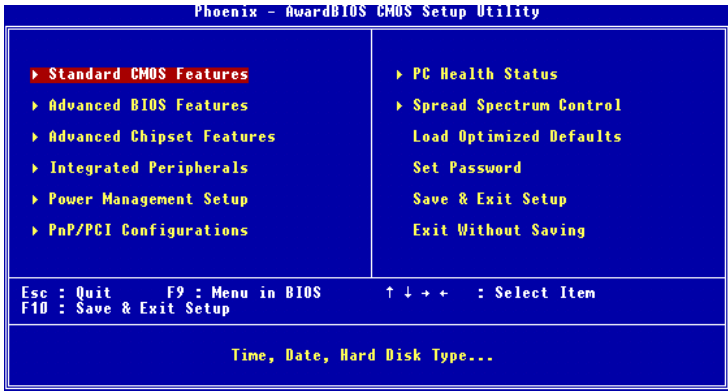 Phoenix - AwardBIOS CMOS Setup Utility
▸ Standard CMOS Features
▸ Advanced BIOS Features
▸ Advanced Chipset Features
▸ Integrated Peripherals
▸ Power Management Setup
▸ PnP/PCI Configurations
▸ PC Health Status
▸ Spread Spectrum Control
Load Optimized Defaults
Set Password
Save & Exit Setup
Exit Without Saving
Esc : Quit F9 : Menu in BIOS ↑ ↓ → ← : Select Item
F10 : Save & Exit Setup
Time, Date, Hard Disk Type...